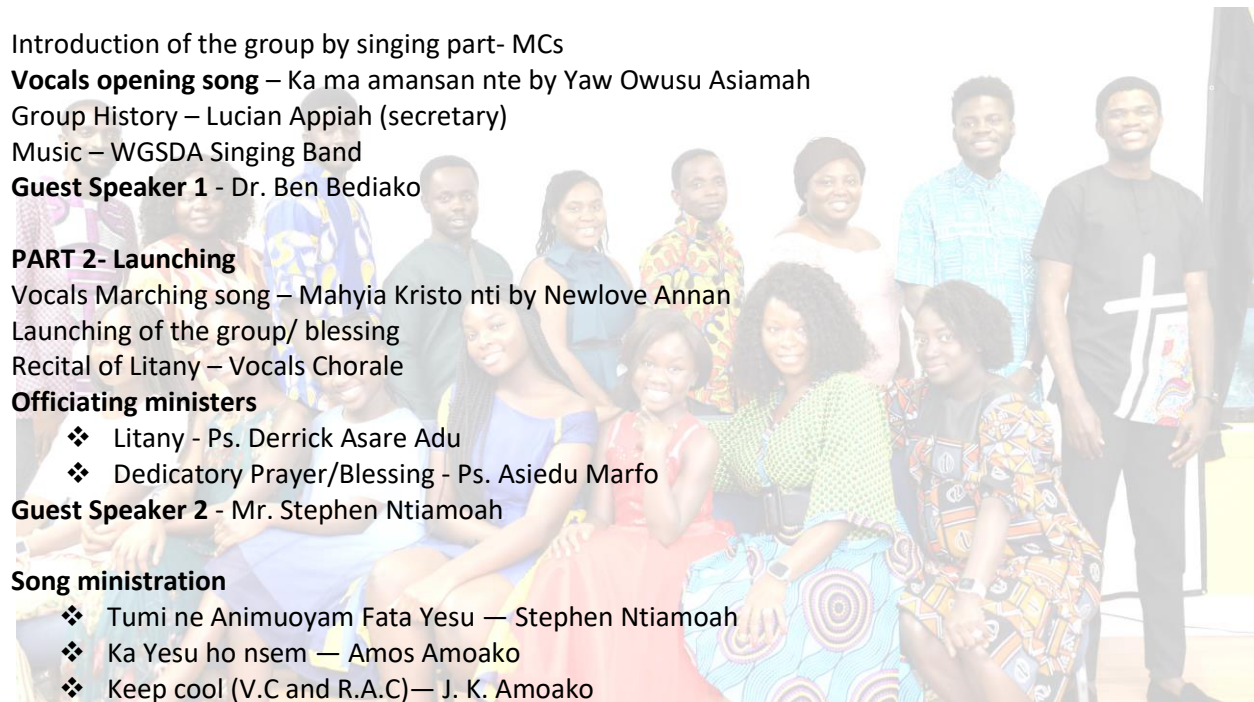 Introduction of the group by singing part- MCs
Vocals opening song – Ka ma amansan nte by Yaw Owusu Asiamah
Group History – Lucian Appiah (secretary)
Music – WGSDA Singing Band
Guest Speaker 1 - Dr. Ben Bediako
PART 2- Launching
Vocals Marching song – Mahyia Kristo nti by Newlove Annan
Launching of the group/ blessing
Recital of Litany – Vocals Chorale
Officiating ministers
❖ Litany - Ps. Derrick Asare Adu
❖ Dedicatory Prayer/Blessing - Ps. Asiedu Marfo
Guest Speaker 2 - Mr. Stephen Ntiamoah
Song ministration
❖ Tumi ne Animuoyam Fata Yesu — Stephen Ntiamoah
❖ Ka Yesu ho nsem — Amos Amoako
❖ Keep cool (V.C and R.A.C)— J. K. Amoako